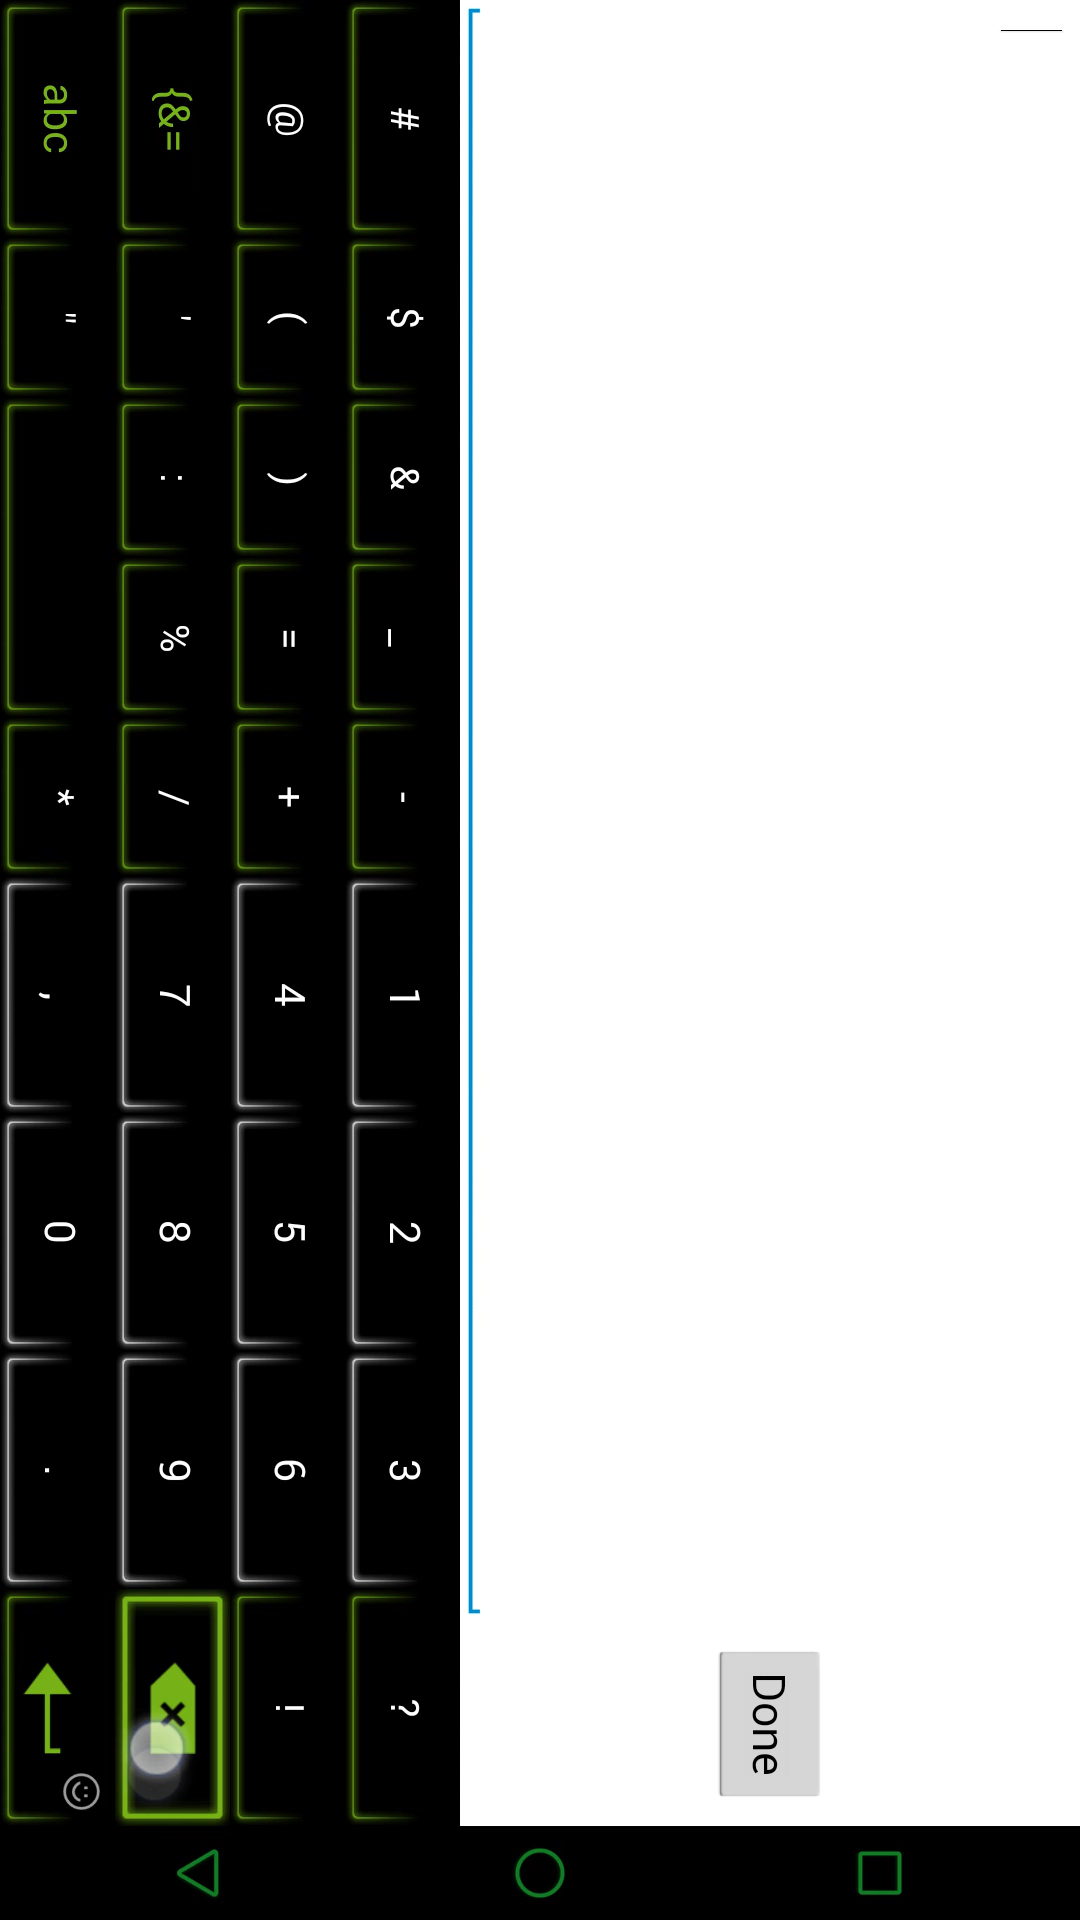 Done
# $ & _ - 1 2 3 ?
@ ( ) = + 4 5 6 !
{&= ' : % / 7 8 9
abc " * , 0 .